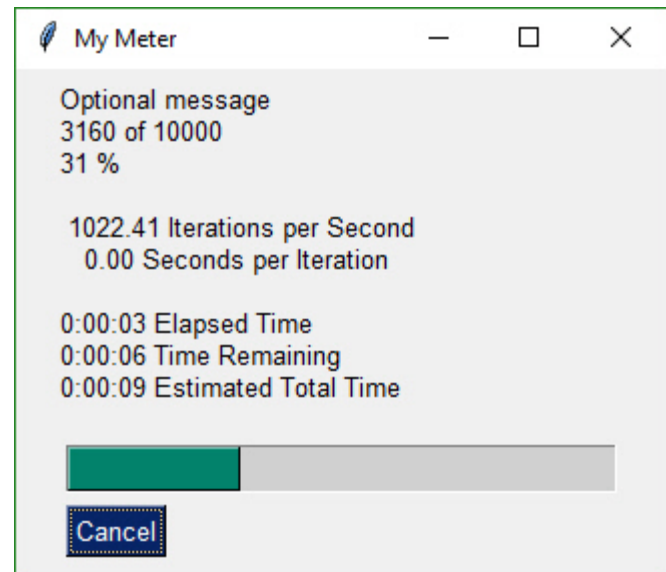 My Meter
Optional message
3160 of 10000
31 %
1022.41 Iterations per Second
0.00 Seconds per Iteration
0:00:03 Elapsed Time
0:00:06 Time Remaining
0:00:09 Estimated Total Time
Cancel